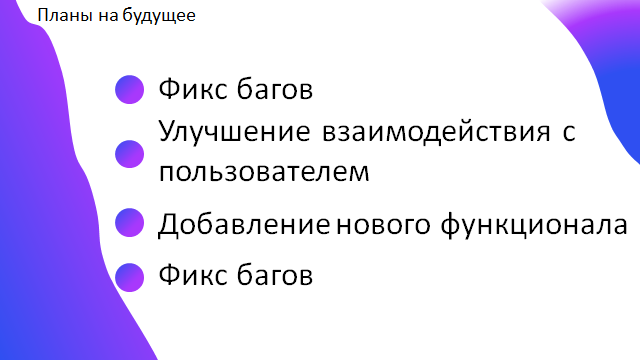 Планы на будущее
Фикс багов
Улучшение взаимодействия с
пользователем
Добавление нового функционала
Фикс багов